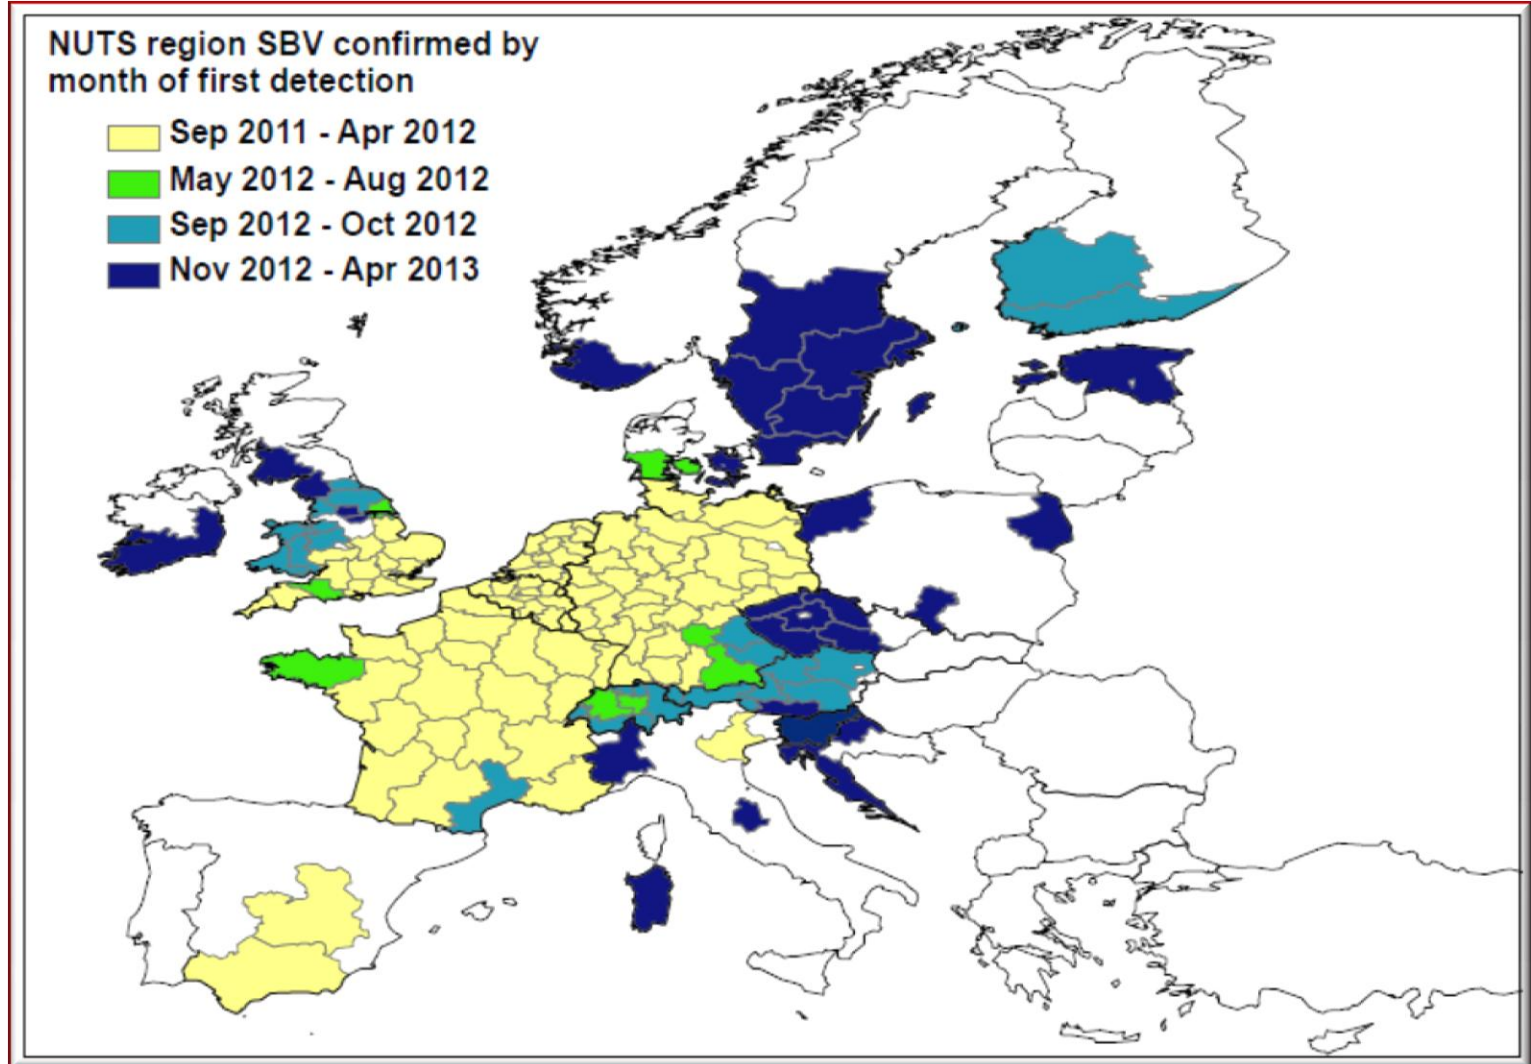 NUTS region SBV confirmed by
month of first detection
Sep 2011 - Apr 2012
May 2012 - Aug 2012
Sep 2012 - Oct 2012
Nov 2012 - Apr 2013